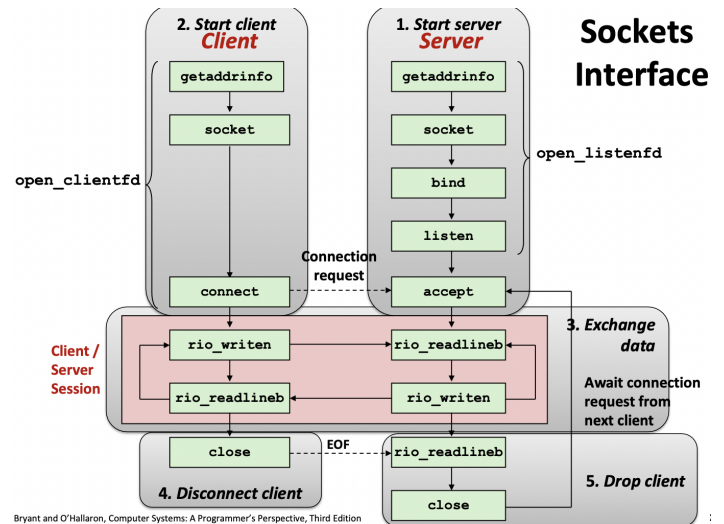 Sockets
Interface
2. Start client
Client
1. Start server
Server
getaddrinfo
getaddrinfo
socket
socket
open_clientfd
open_listenfd
bind
listen
Connection
request
connect
accept
3. Exchange
data
Client /
Server
Session
rio_writen
rio_readlineb
rio_readlineb
rio_writen
Await connection
request from
next client
close
EOF
rio_readlineb
4. Disconnect client
5. Drop client
close
Bryant and O'Hallaron, Computer Systems: A Programmer's Perspective, Third Edition